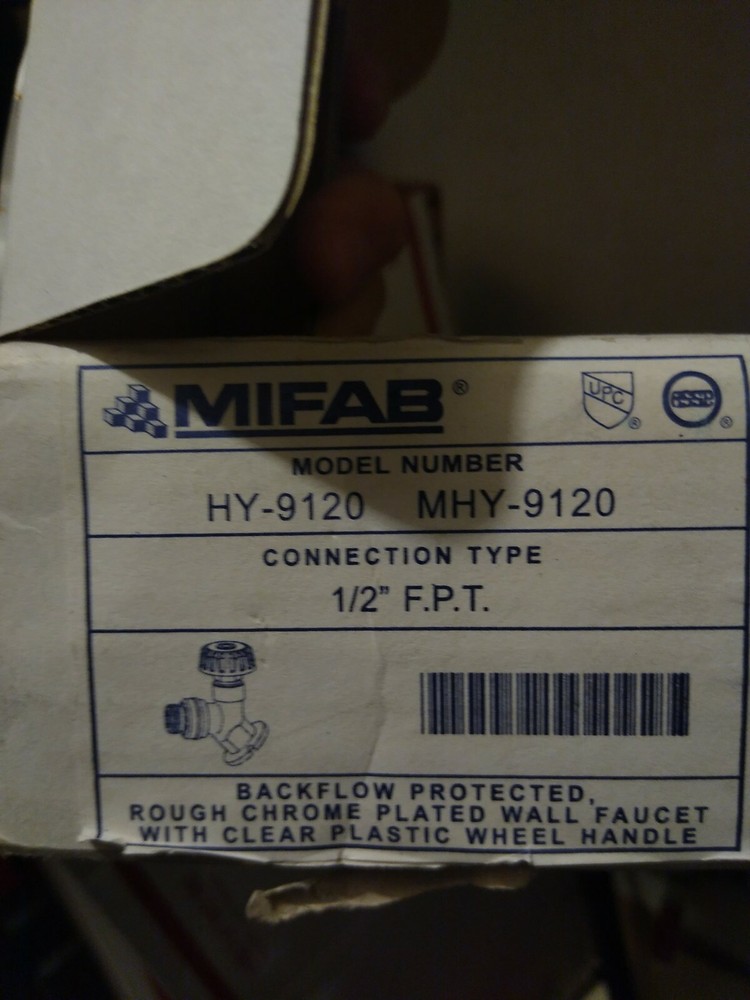 MIFAB®
UPC ®
ASSE ®
MODEL NUMBER
HY-9120 MHY-9120
CONNECTION TYPE
1/2" F.P.T.
BACKFLOW PROTECTED,
ROUGH CHROME PLATED WALL FAUCET
WITH CLEAR PLASTIC WHEEL HANDLE